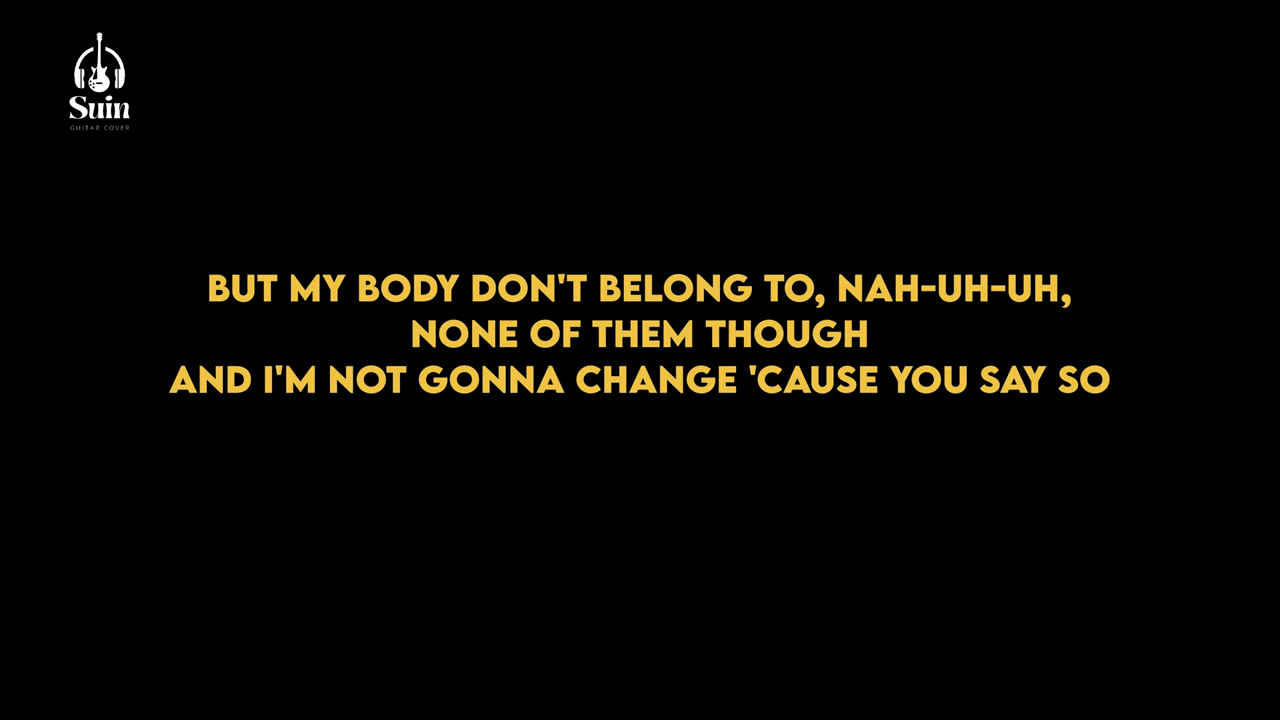 Suin
GUITAR COVER
BUT MY BODY DON'T BELONG TO, NAH-UH-UH,
NONE OF THEM THOUGH
AND I'M NOT GONNA CHANGE 'CAUSE YOU SAY SO